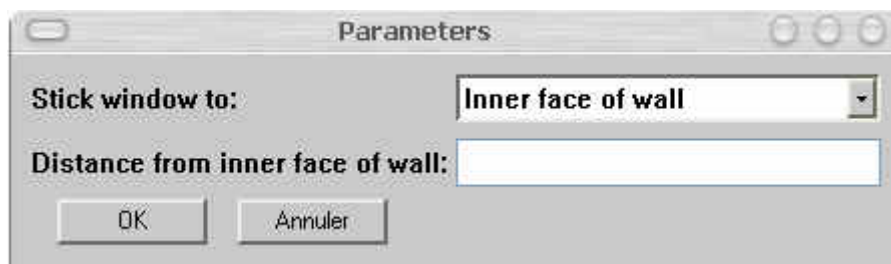 Parameters
Stick window to: Inner face of wall
Distance from inner face of wall:
OK Annuler